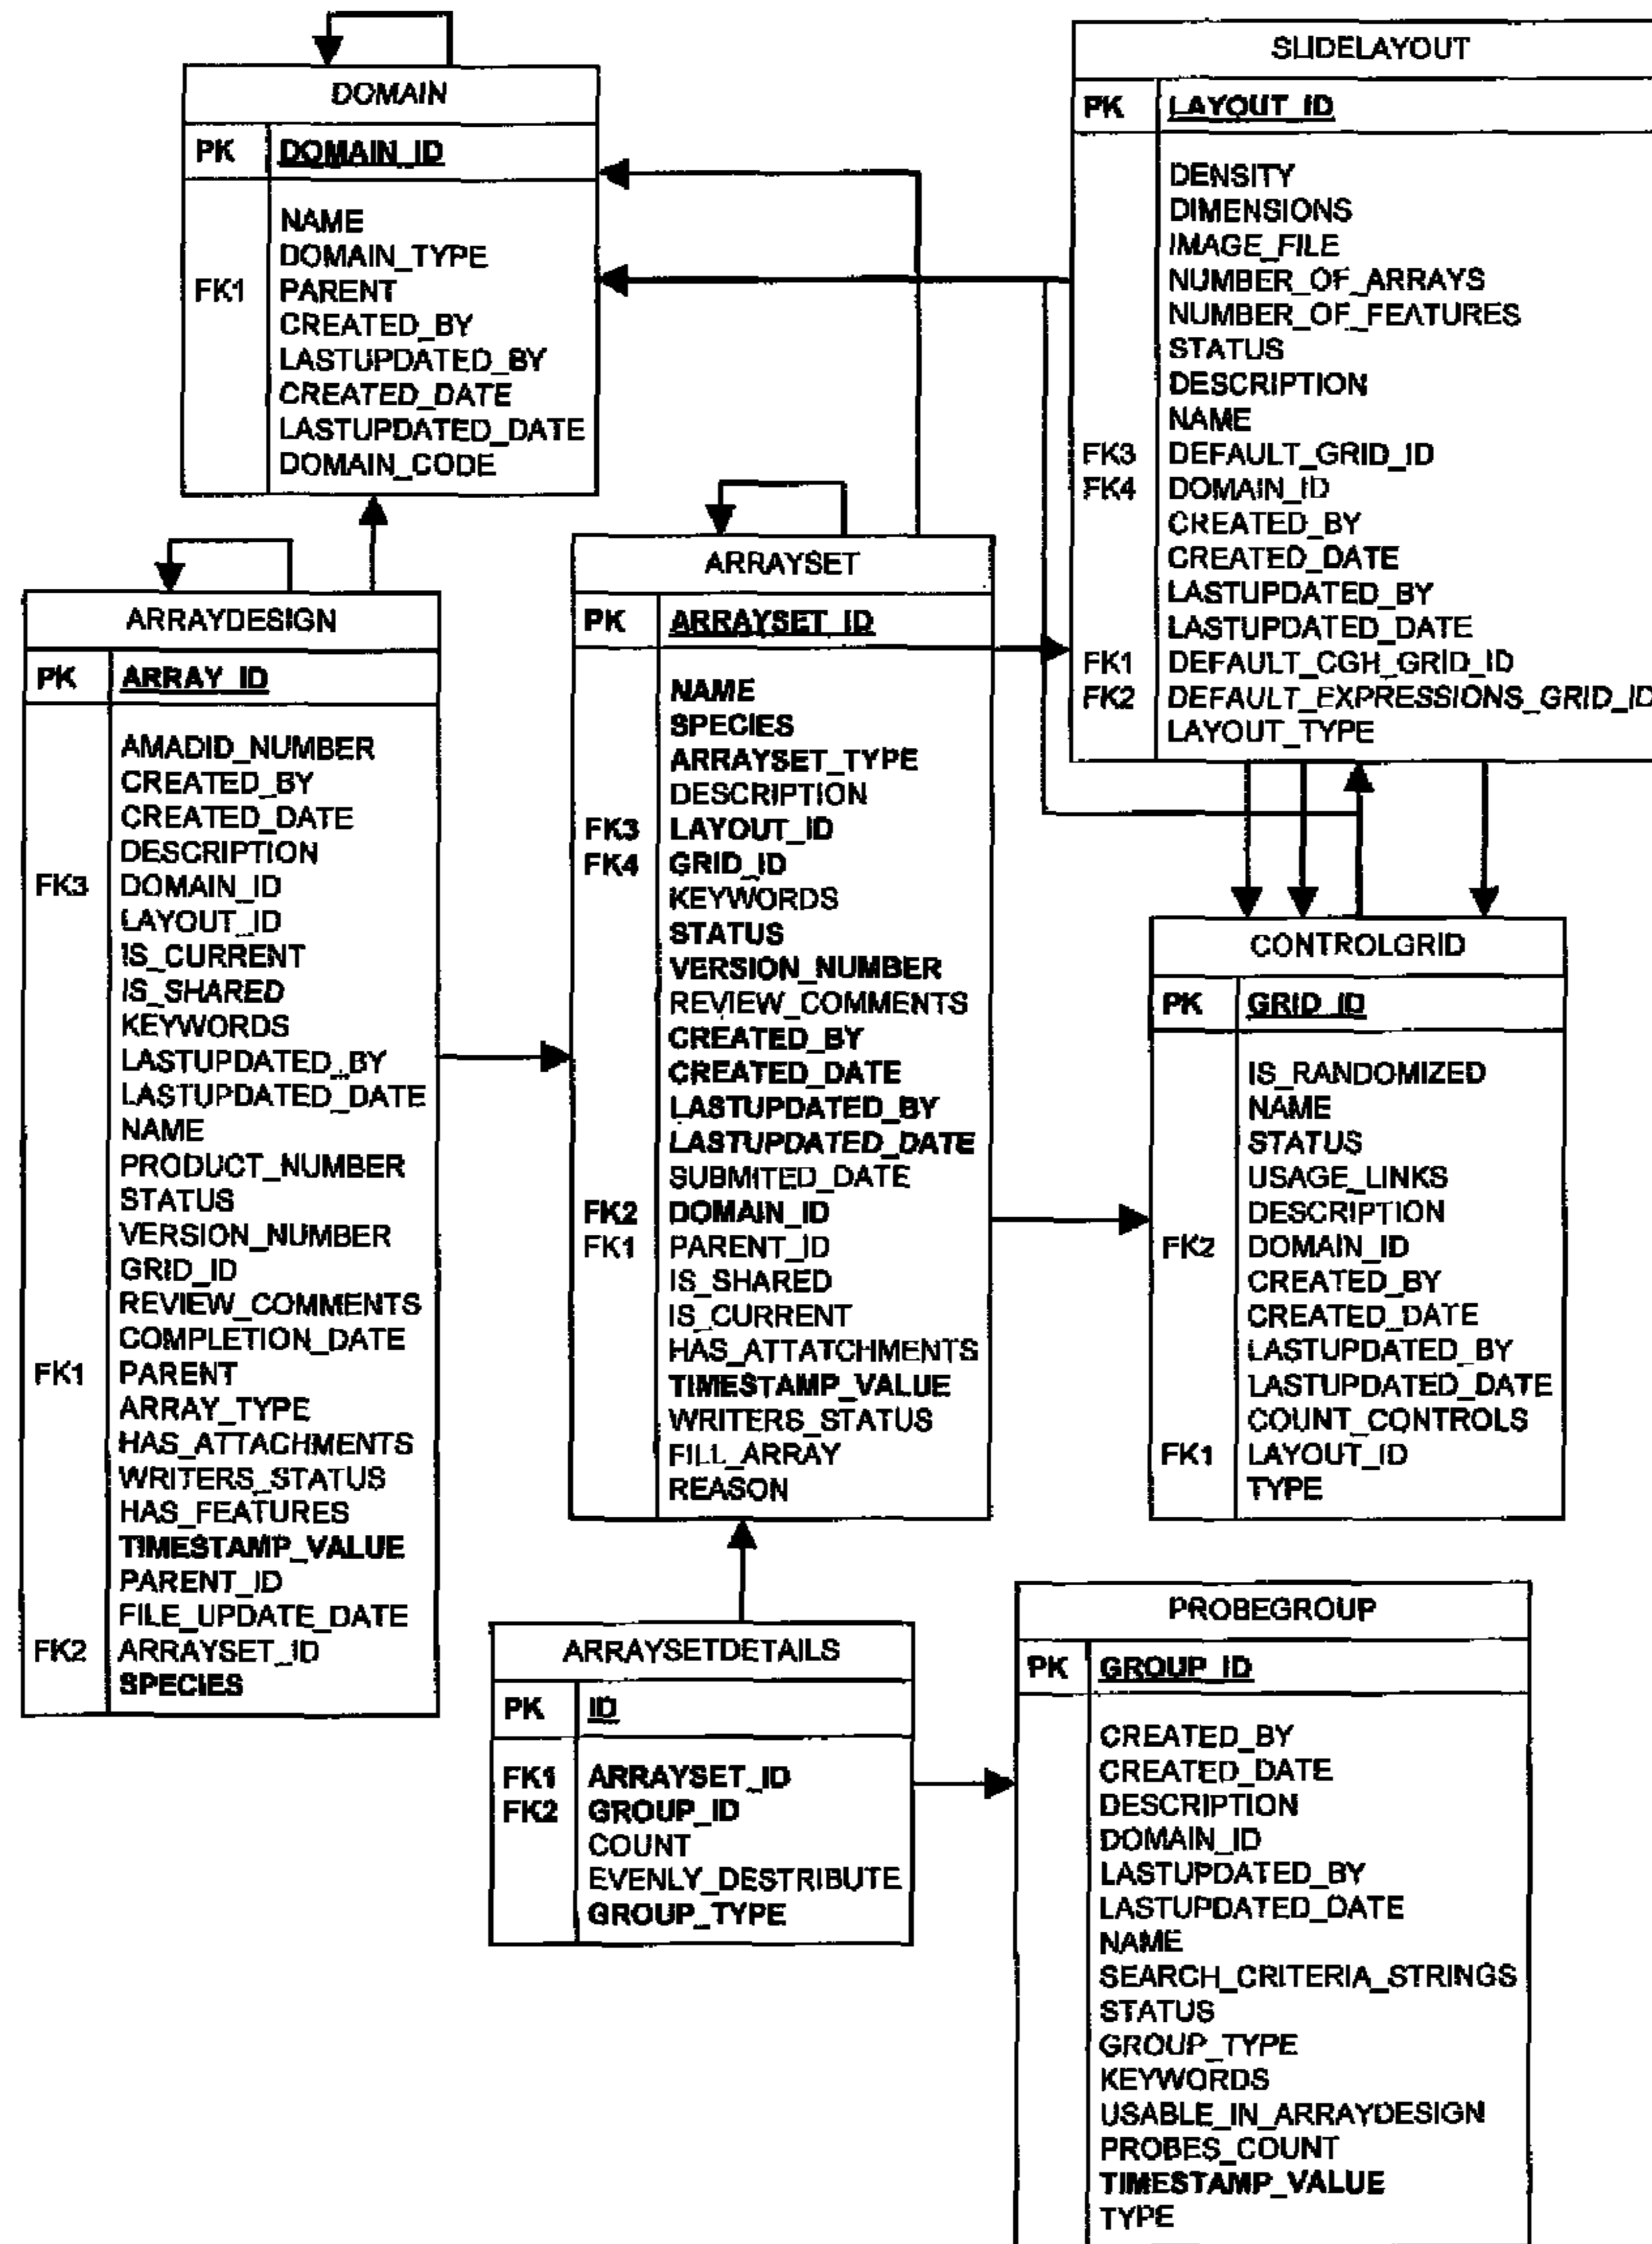 DOMAIN
PK DOMAIN_ID
NAME
DOMAIN_TYPE
FK1 PARENT
CREATED_BY
LASTUPDATED_BY
CREATED_DATE
LASTUPDATED_DATE
DOMAIN_CODE
SLIDELAYOUT
PK LAYOUT_ID
DENSITY
DIMENSIONS
IMAGE_FILE
NUMBER_OF_ARRAYS
NUMBER_OF_FEATURES
STATUS
DESCRIPTION
NAME
FK3 DEFAULT_GRID_ID
FK4 DOMAIN_ID
CREATED_BY
CREATED_DATE
LASTUPDATED_BY
LASTUPDATED_DATE
FK1 DEFAULT_CGH_GRID_ID
FK2 DEFAULT_EXPRESSIONS_GRID_ID
LAYOUT_TYPE
ARRAYDESIGN
PK ARRAY_ID
AMADID_NUMBER
CREATED_BY
CREATED_DATE
DESCRIPTION
FK3 DOMAIN_ID
LAYOUT_ID
IS_CURRENT
IS_SHARED
KEYWORDS
LASTUPDATED_BY
LASTUPDATED_DATE
NAME
PRODUCT_NUMBER
STATUS
VERSION_NUMBER
GRID_ID
REVIEW_COMMENTS
COMPLETION_DATE
FK1 PARENT
ARRAY_TYPE
HAS_ATTACHMENTS
WRITERS_STATUS
HAS_FEATURES
TIMESTAMP_VALUE
PARENT_ID
FILE_UPDATE_DATE
FK2 ARRAYSET_ID
SPECIES
ARRAYSET
PK ARRAYSET_ID
NAME
SPECIES
ARRAYSET_TYPE
DESCRIPTION
FK3 LAYOUT_ID
FK4 GRID_ID
KEYWORDS
STATUS
VERSION_NUMBER
REVIEW_COMMENTS
CREATED_BY
CREATED_DATE
LASTUPDATED_BY
LASTUPDATED_DATE
SUBMITED_DATE
FK2 DOMAIN_ID
FK1 PARENT_ID
IS_SHARED
IS_CURRENT
HAS_ATTATCHMENTS
TIMESTAMP_VALUE
WRITERS_STATUS
FILL_ARRAY
REASON
CONTROLGRID
PK GRID_ID
IS_RANDOMIZED
NAME
STATUS
USAGE_LINKS
DESCRIPTION
FK2 DOMAIN_ID
CREATED_BY
CREATED_DATE
LASTUPDATED_BY
LASTUPDATED_DATE
COUNT_CONTROLS
FK1 LAYOUT_ID
TYPE
ARRAYSETDETAILS
PK ID
FK1 ARRAYSET_ID
FK2 GROUP_ID
COUNT
EVENLY_DESTRIBUTE
GROUP_TYPE
PROBEGROUP
PK GROUP_ID
CREATED_BY
CREATED_DATE
DESCRIPTION
DOMAIN_ID
LASTUPDATED_BY
LASTUPDATED_DATE
NAME
SEARCH_CRITERIA_STRINGS
STATUS
GROUP_TYPE
KEYWORDS
USABLE_IN_ARRAYDESIGN
PROBES_COUNT
TIMESTAMP_VALUE
TYPE